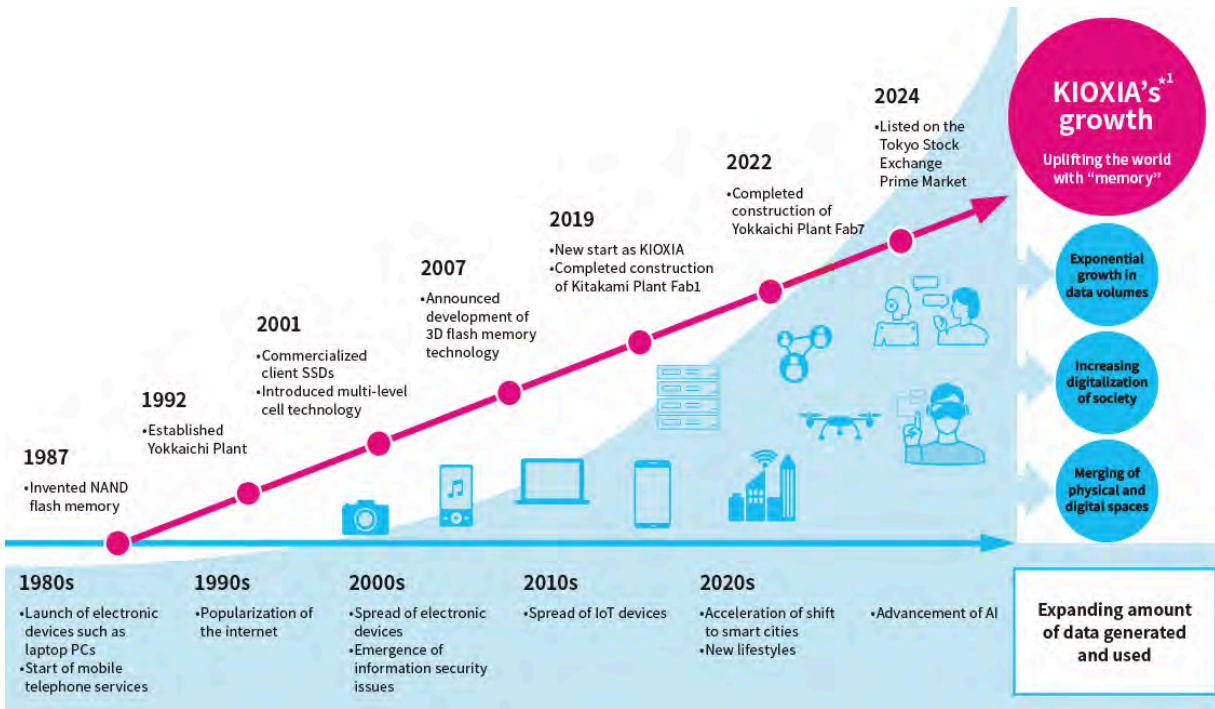 2024
•Listed on the
Tokyo Stock
Exchange
Prime Market
KIOXIA's*1
growth
Uplifting the world
with “memory”
2022
•Completed
construction of
Yokkaichi Plant Fab7
2019
•New start as KIOXIA
•Completed construction
of Kitakami Plant Fab1
2007
•Announced
development of
3D flash memory
technology
2001
•Commercialized
client SSDs
•Introduced multi-level
cell technology
1992
•Established
Yokkaichi Plant
1987
•Invented NAND
flash memory
Exponential
growth in
data volumes
Increasing
digitalization
of society
Merging of
physical and
digital spaces
1980s
•Launch of electronic
devices such as
laptop PCs
•Start of mobile
telephone services
1990s
•Popularization of
the internet
2000s
•Spread of electronic
devices
•Emergence of
information security
issues
2010s
•Spread of IoT devices
2020s
•Acceleration of shift
to smart cities
•New lifestyles
•Advancement of AI
Expanding amount
of data generated
and used